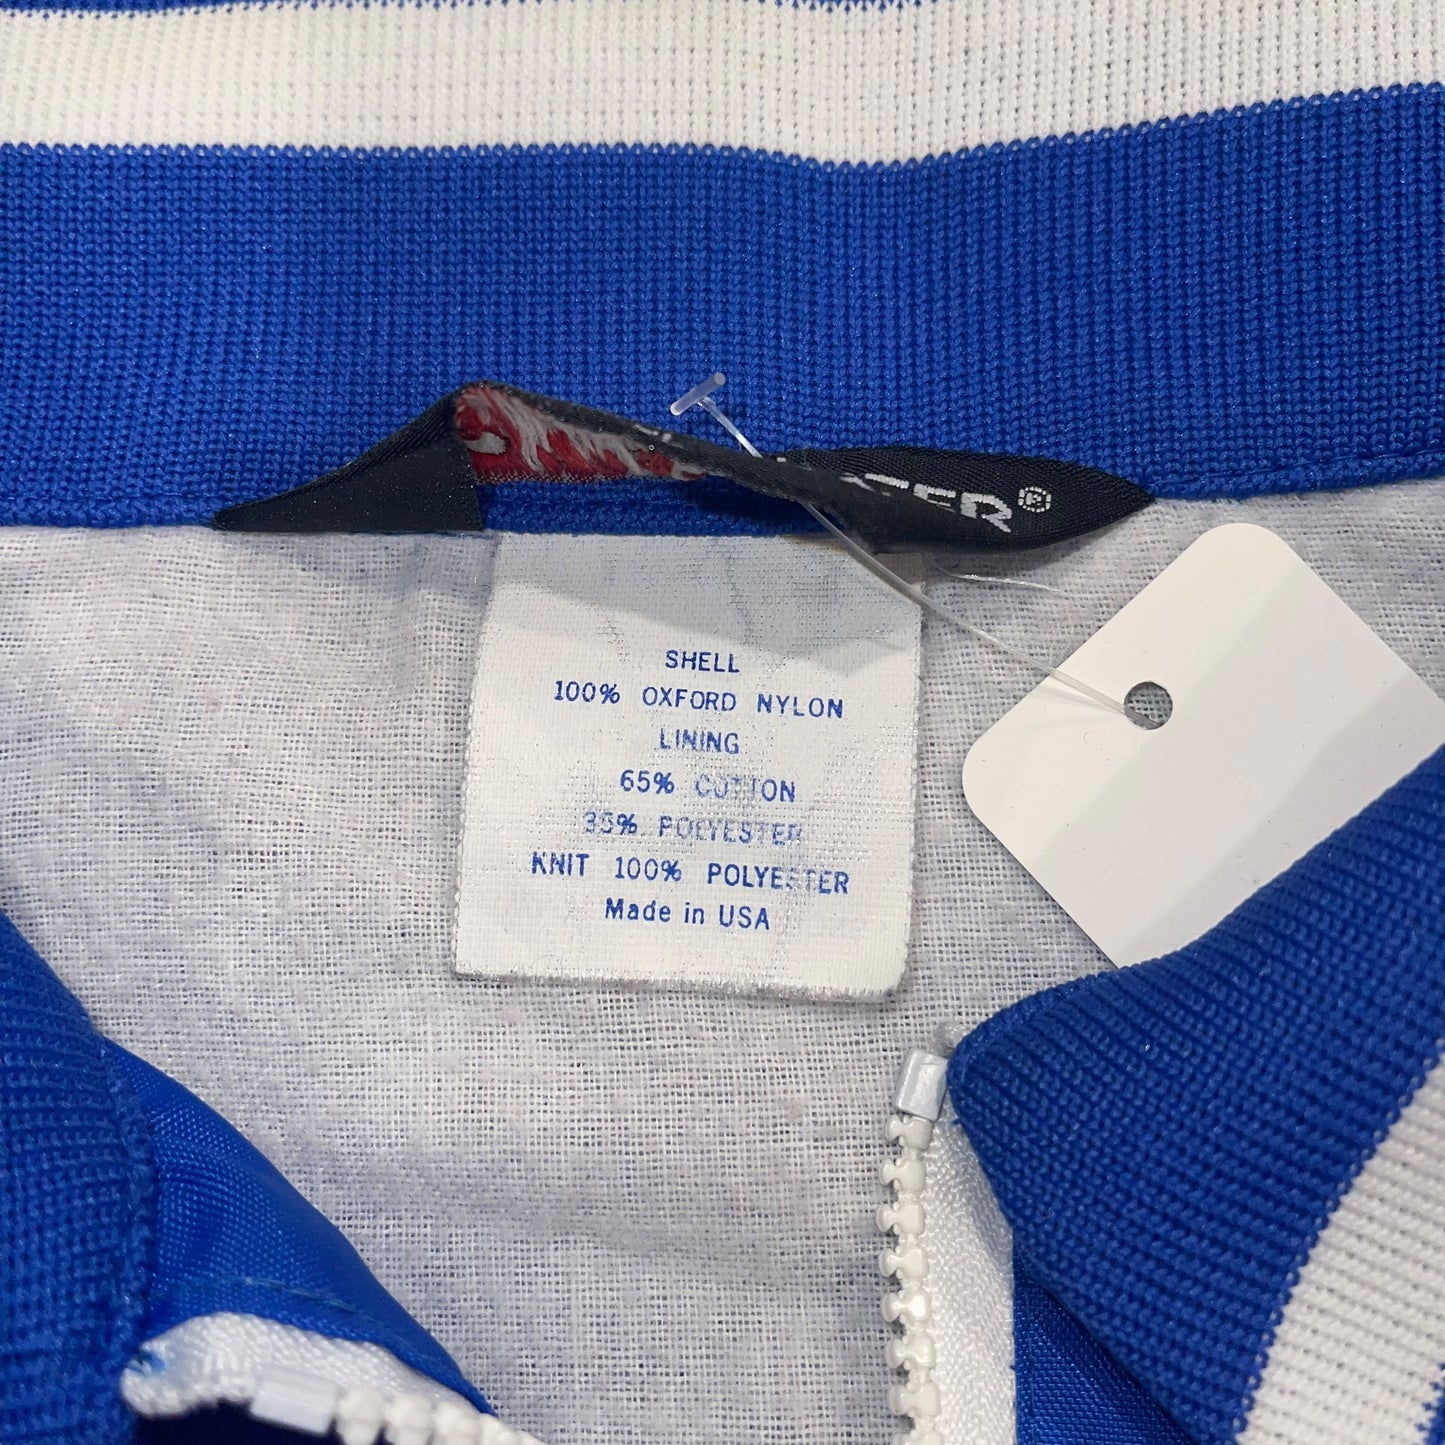 SHELL
100% OXFORD NYLON
LINING
65% COTTON
35% POLYESTER
KNIT 100% POLYESTER
Made in USA